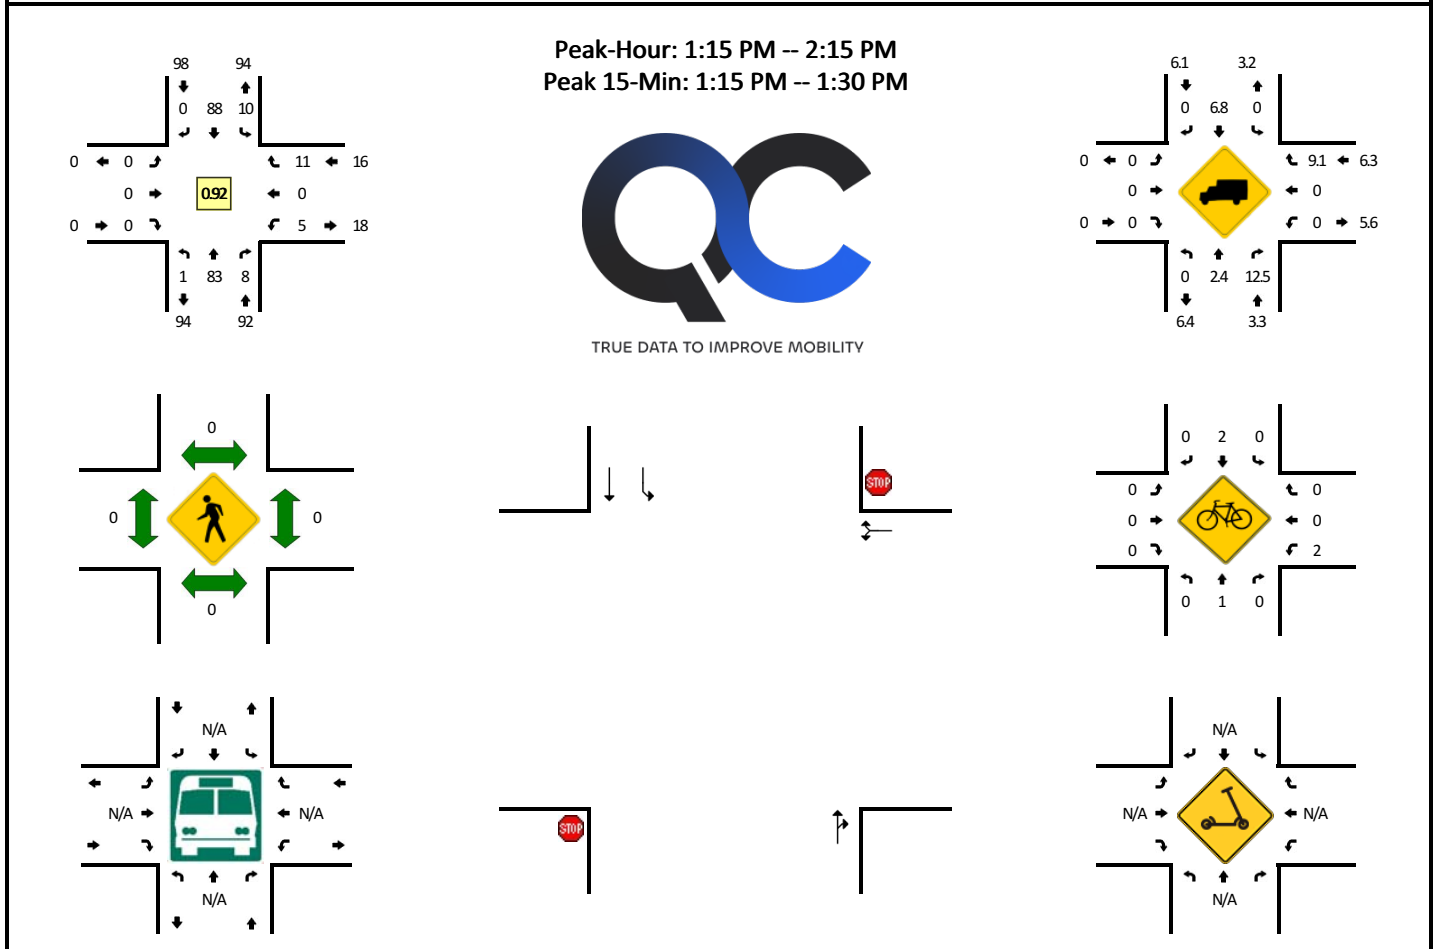 Peak-Hour: 1:15 PM -- 2:15 PM
Peak 15-Min: 1:15 PM -- 1:30 PM
98 94
0 88 10
0 0 11 16
0 0.92 0
0 0 5 18
1 83 8
94 92
TRUE DATA TO IMPROVE MOBILITY
6.1 3.2
0 6.8 0
0 0 9.1 6.3
0 0
0 0 0 5.6
0 2.4 12.5
6.4 3.3
0
0 0
0
STOP
STOP
0 2 0
0 0
0 0
0 2
0 1 0
N/A
N/A N/A
N/A
N/A
N/A N/A
N/A